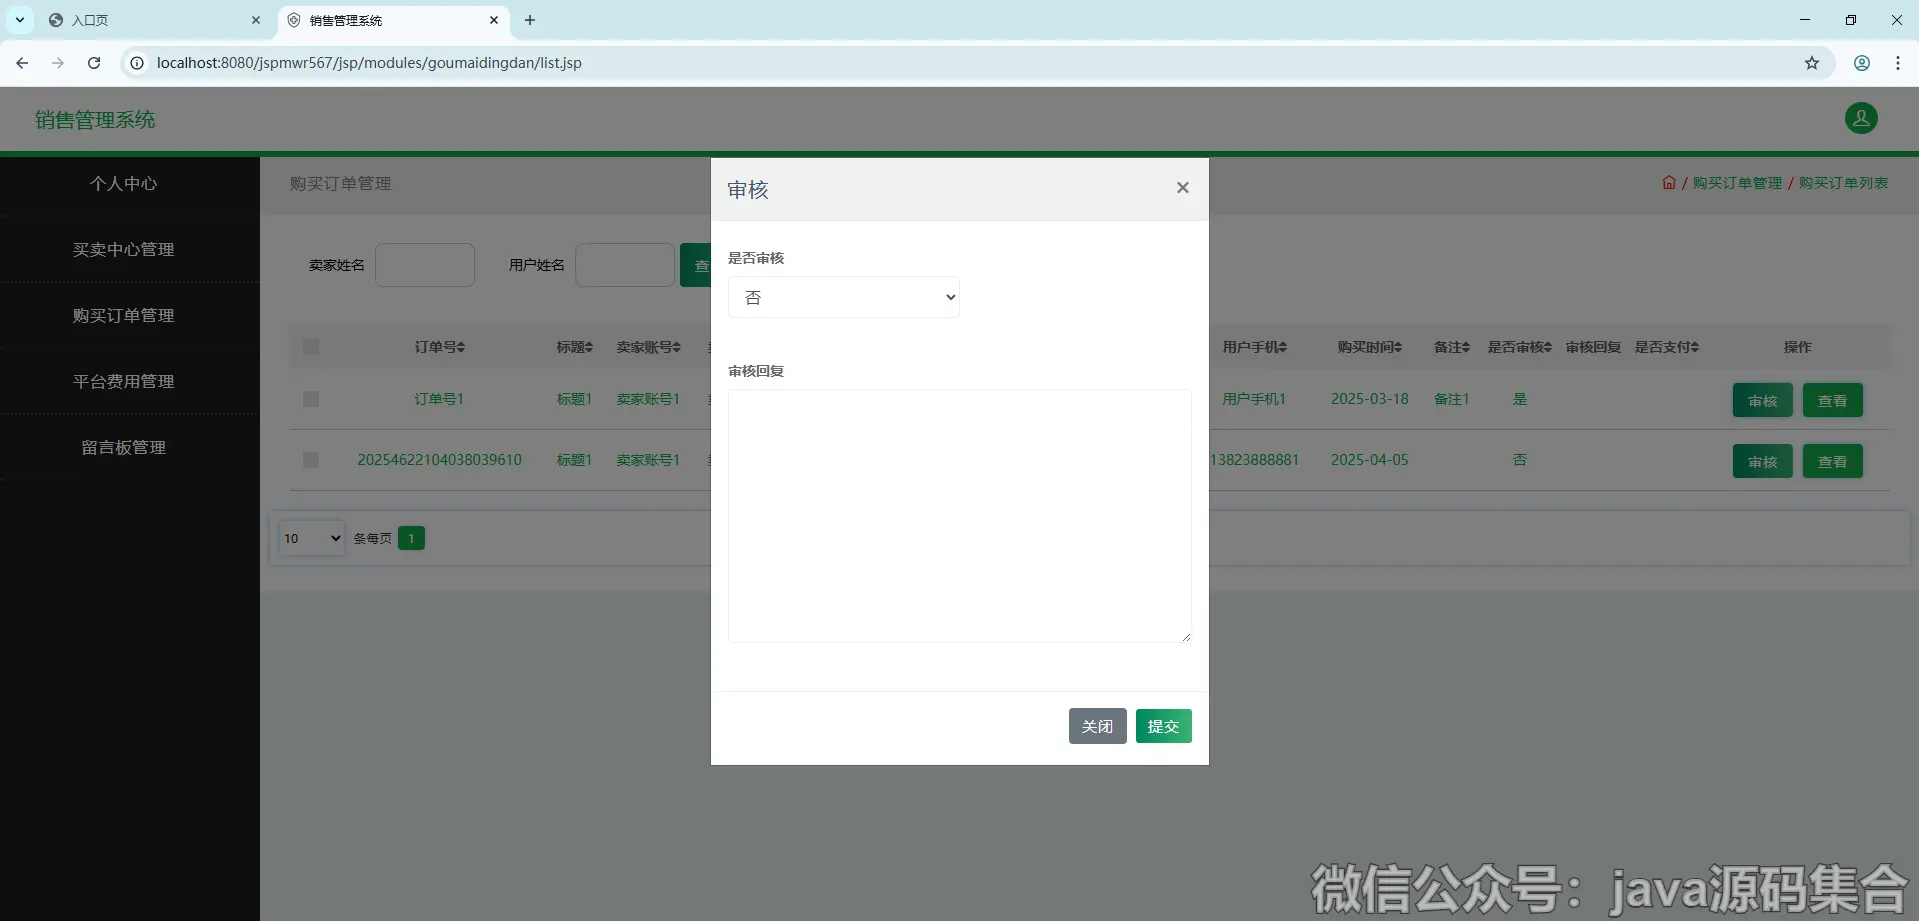 入口页
销售管理系统
localhost:8080/jspmwr567/jsp/modules/goumaidingdan/list.jsp
销售管理系统
个人中心
买卖中心管理
购买订单管理
平台费用管理
留言板管理
购买订单管理
/ 购买订单管理 / 购买订单列表
卖家姓名 用户姓名 查
订单号 标题 卖家账号 用户手机 购买时间 备注 是否审核 审核回复 是否支付 操作
订单号1 标题1 卖家账号1 用户手机1 2025-03-18 备注1 是 审核 查看
20254622104038039610 标题1 卖家账号1 13823888881 2025-04-05 否 审核 查看
10 条每页 1
审核
是否审核
否
审核回复
关闭 提交
微信公众号：java源码集合